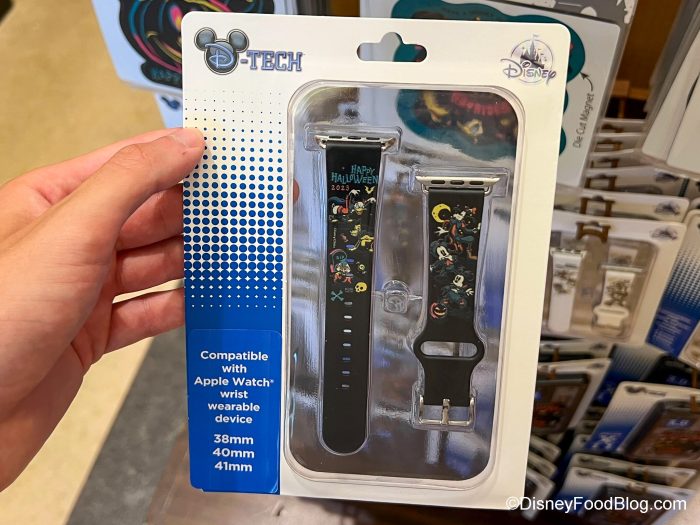 D-TECH
Disney
Die Cut Magnet
HAPPY
HALLOWEEN
2023
Compatible
with
Apple Watch®
wrist
wearable
device
38mm
40mm
41mm
©DisneyFoodBlog.com